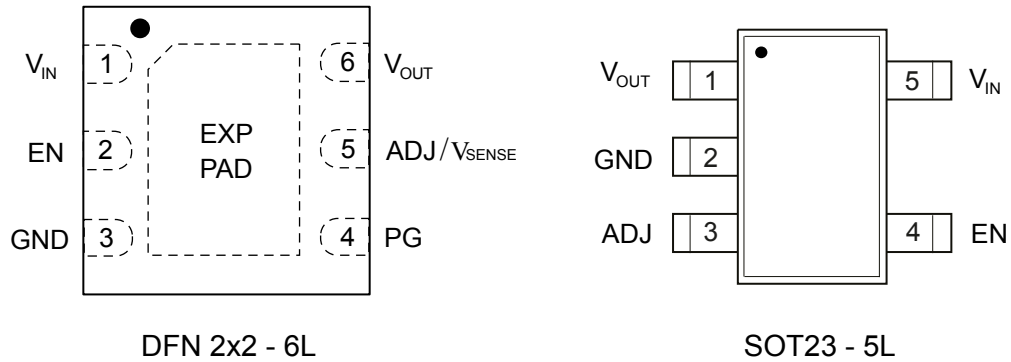 V_IN 1
EN 2
GND 3
EXP
PAD
6 V_OUT
5 ADJ/V_SENSE
4 PG
DFN 2x2 - 6L
V_OUT 1
GND 2
ADJ 3
5 V_IN
4 EN
SOT23 - 5L